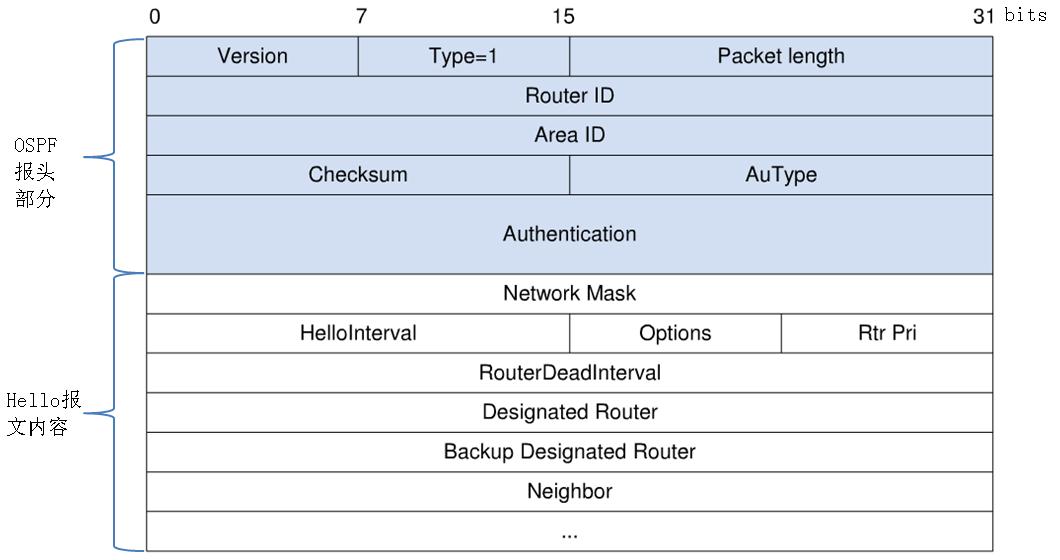 0 7 15 31 bits
Version Type=1 Packet length
Router ID
Area ID
Checksum AuType
Authentication
OSPF
报头
部分
Network Mask
HelloInterval Options Rtr Pri
RouterDeadInterval
Designated Router
Backup Designated Router
Neighbor
...
Hello报
文内容